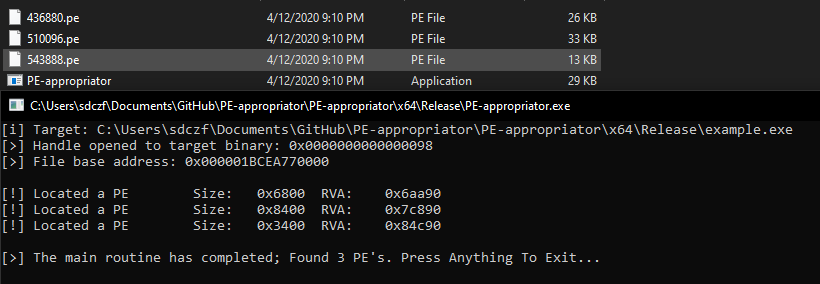 436880.pe 4/12/2020 9:10 PM PE File 26 KB
510096.pe 4/12/2020 9:10 PM PE File 33 KB
543888.pe 4/12/2020 9:10 PM PE File 13 KB
PE-appropriator 4/12/2020 9:10 PM Application 29 KB
C:\Users\sdczf\Documents\GitHub\PE-appropriator\PE-appropriator\x64\Release\PE-appropriator.exe
[i] Target: C:\Users\sdczf\Documents\GitHub\PE-appropriator\PE-appropriator\x64\Release\example.exe
[>] Handle opened to target binary: 0x0000000000000098
[>] File base address: 0x000001BCEA770000
[!] Located a PE Size: 0x6800 RVA: 0x6aa90
[!] Located a PE Size: 0x8400 RVA: 0x7c890
[!] Located a PE Size: 0x3400 RVA: 0x84c90
[>] The main routine has completed; Found 3 PE's. Press Anything To Exit...